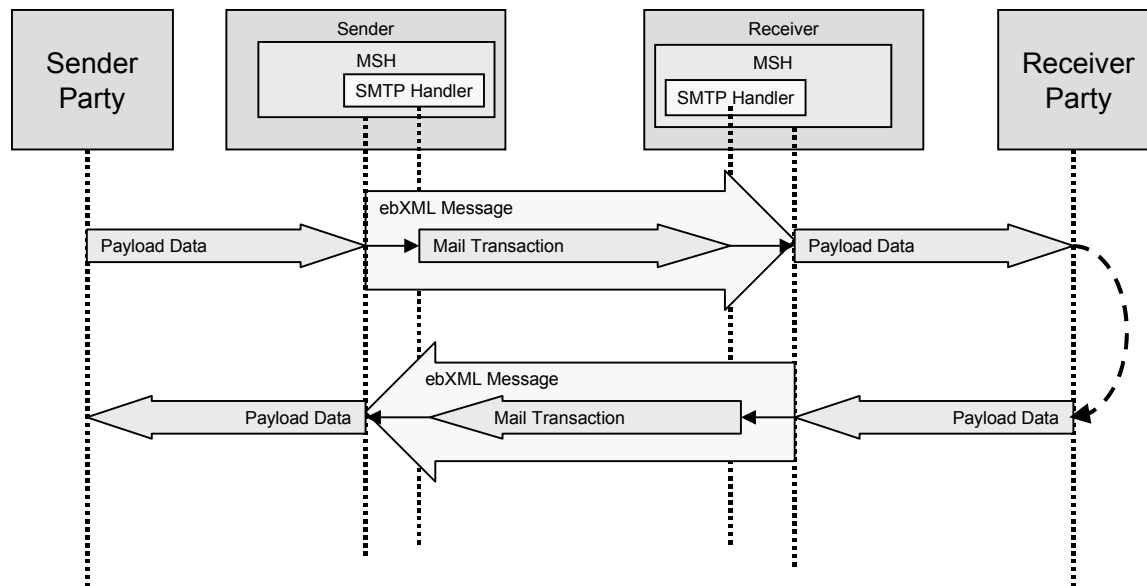 Sender
Party
Sender
MSH
SMTP Handler
Receiver
MSH
SMTP Handler
Receiver
Party
ebXML Message
Payload Data
Mail Transaction
Payload Data
ebXML Message
Payload Data
Mail Transaction
Payload Data